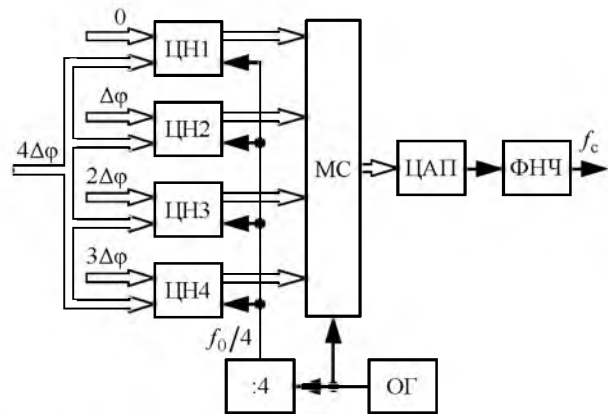 0
ЦН1
Δφ
ЦН2
4Δφ
МС
ЦАП
ФНЧ
f_c
2Δφ
ЦН3
3Δφ
ЦН4
f_0/4
:4
ОГ